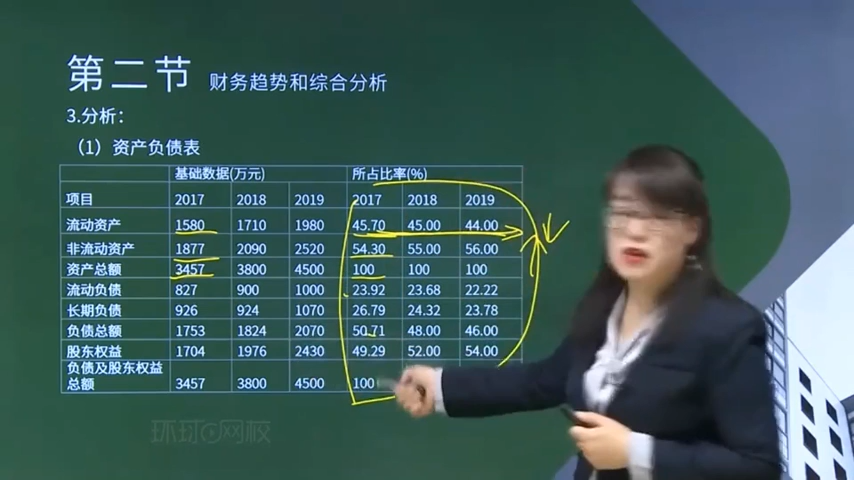 第二节 财务趋势和综合分析
3.分析：
（1）资产负债表
基础数据(万元) 所占比率(%)
项目 2017 2018 2019 2017 2018 2019
流动资产 1580 1710 1980 45.70 45.00 44.00
非流动资产 1877 2090 2520 54.30 55.00 56.00
资产总额 3457 3800 4500 100 100 100
流动负债 827 900 1000 23.92 23.68 22.22
长期负债 926 924 1070 26.79 24.32 23.78
负债总额 1753 1824 2070 50.71 48.00 46.00
股东权益 1704 1976 2430 49.29 52.00 54.00
负债及股东权益
总额 3457 3800 4500 100
环球网校